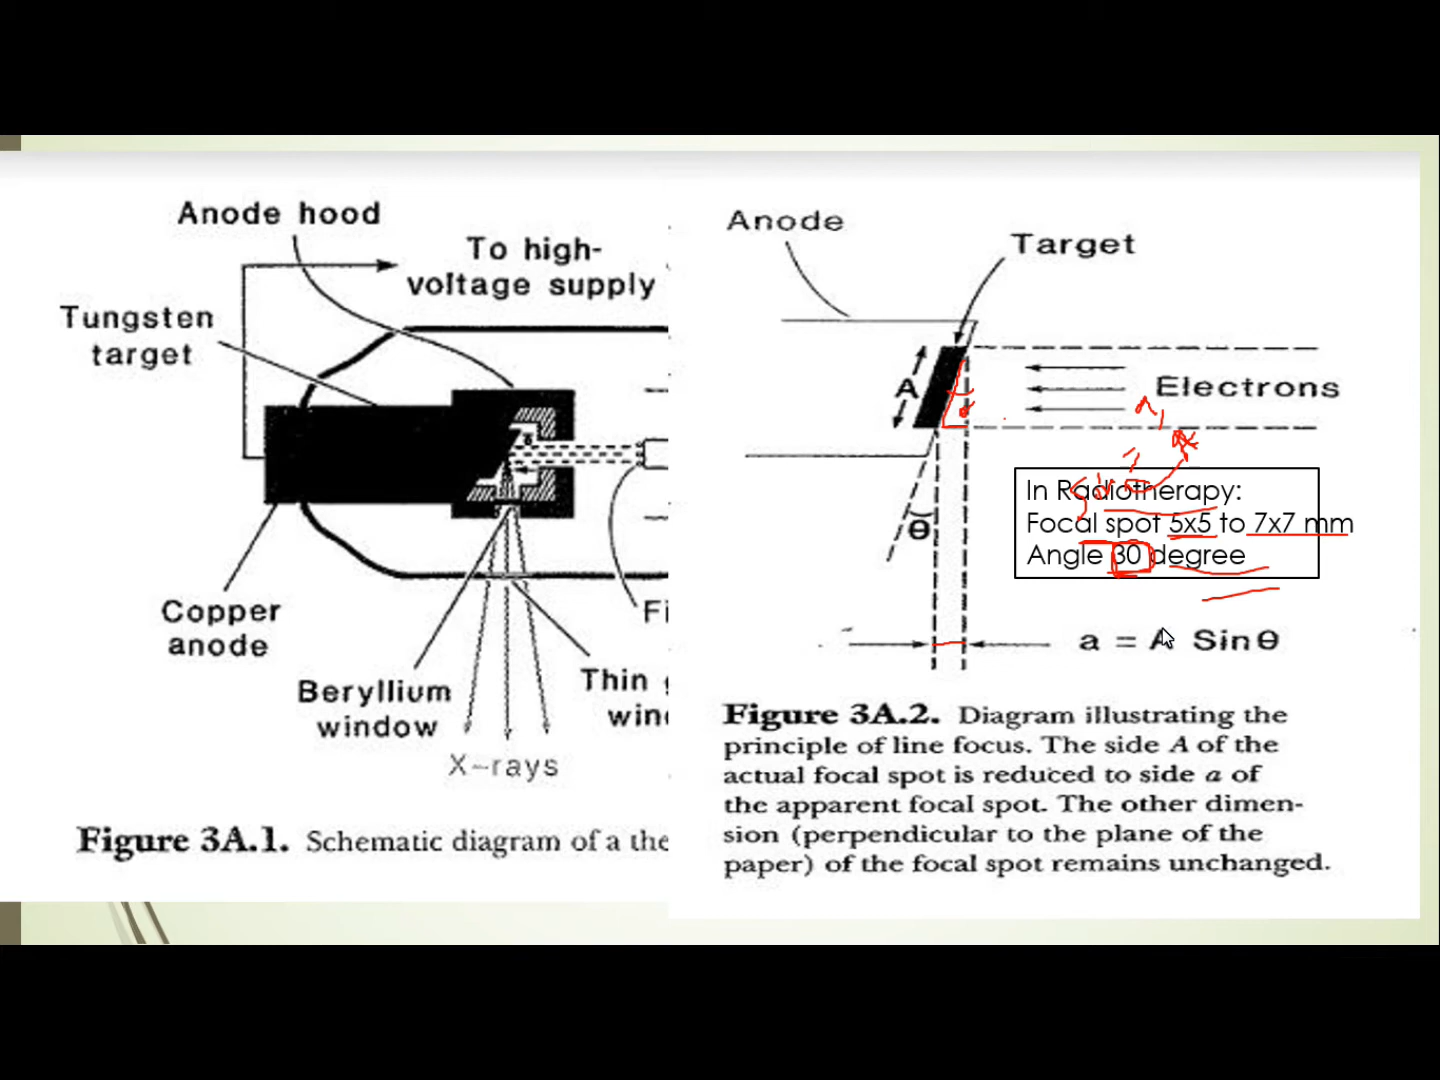 Anode hood
To high-
voltage supply
Tungsten
target
Copper
anode
Beryllium
window
Thin
X-rays
Figure 3A.1. Schematic diagram of a
Anode
Target
A
Electrons
In Radiotherapy:
Focal spot 5x5 to 7x7 mm
Angle 30 degree
θ
a = A Sinθ
Figure 3A.2. Diagram illustrating the
principle of line focus. The side A of the
actual focal spot is reduced to side a of
the apparent focal spot. The other dimen-
sion (perpendicular to the plane of the
paper) of the focal spot remains unchanged.